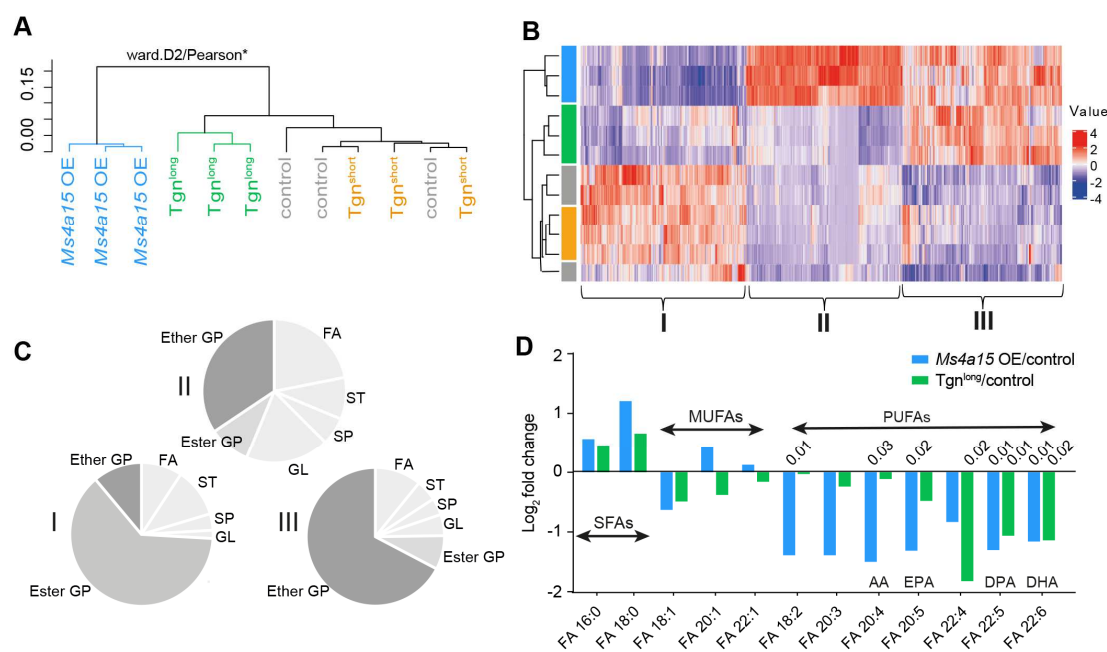 A
ward.D2/Pearson*
0.15
0.00
Ms4a15 OE
Ms4a15 OE
Ms4a15 OE
Tgnlong
Tgnlong
Tgnlong
control
control
Tgnshort
Tgnshort
control
Tgnshort
B
Value
4
2
0
-2
-4
I
II
III
C
II
Ether GP
FA
ST
SP
GL
Ester GP
I
Ether GP
FA
ST
SP
GL
Ester GP
III
FA
ST
SP
GL
Ester GP
Ether GP
D
Log2 fold change
2
1
0
-1
-2
Ms4a15 OE/control
Tgnlong/control
MUFAs
PUFAs
SFAs
0.01
0.03
0.02
0.02
0.01
0.01
0.01
0.02
AA
EPA
DPA
DHA
FA 16:0
FA 18:0
FA 18:1
FA 20:1
FA 22:1
FA 18:2
FA 20:3
FA 20:4
FA 20:5
FA 22:4
FA 22:5
FA 22:6